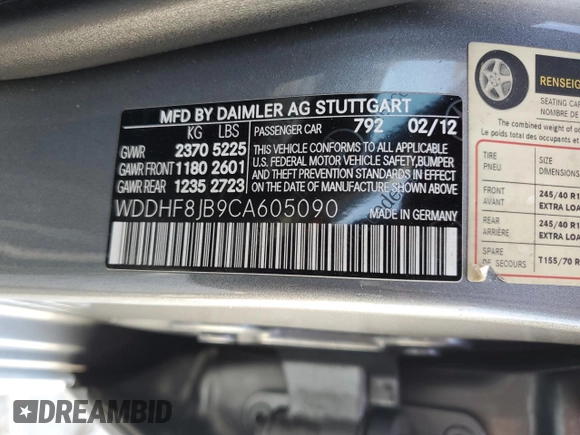 MFD BY DAIMLER AG STUTTGART
KG LBS
GVWR 2370 5225
GAWR FRONT 1180 2601
GAWR REAR 1235 2723
PASSENGER CAR 792 02/12
THIS VEHICLE CONFORMS TO ALL APPLICABLE
U.S. FEDERAL MOTOR VEHICLE SAFETY, BUMPER
AND THEFT PREVENTION STANDARDS IN EFFECT
ON THE DATE OF MANUFACTURE SHOWN ABOVE.
WDDHF8JB9CA605090
MADE IN GERMANY
RENSEIG
SEATING CA
NOMBRE DE
The combined weight of
Le poids total des occupants et
TIRE
PNEU
SIZE
DIMENSIONS
FRONT
AVANT
245/40 R1
EXTRA LOA
REAR
ARRIÈRE
245/40 R1
EXTRA LOA
SPARE
DE SECOURS
T155/70 R
DREAMBID